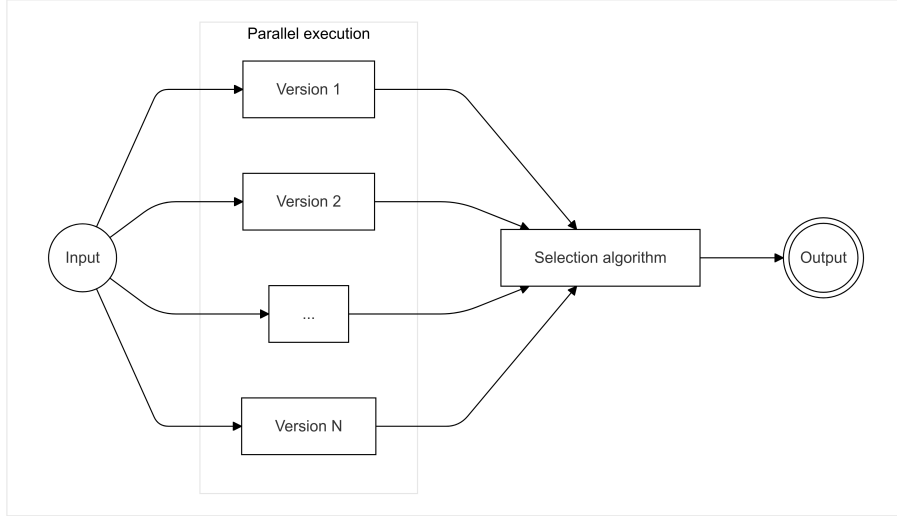 Parallel execution
Version 1
Version 2
Input
Selection algorithm
Output
...
Version N